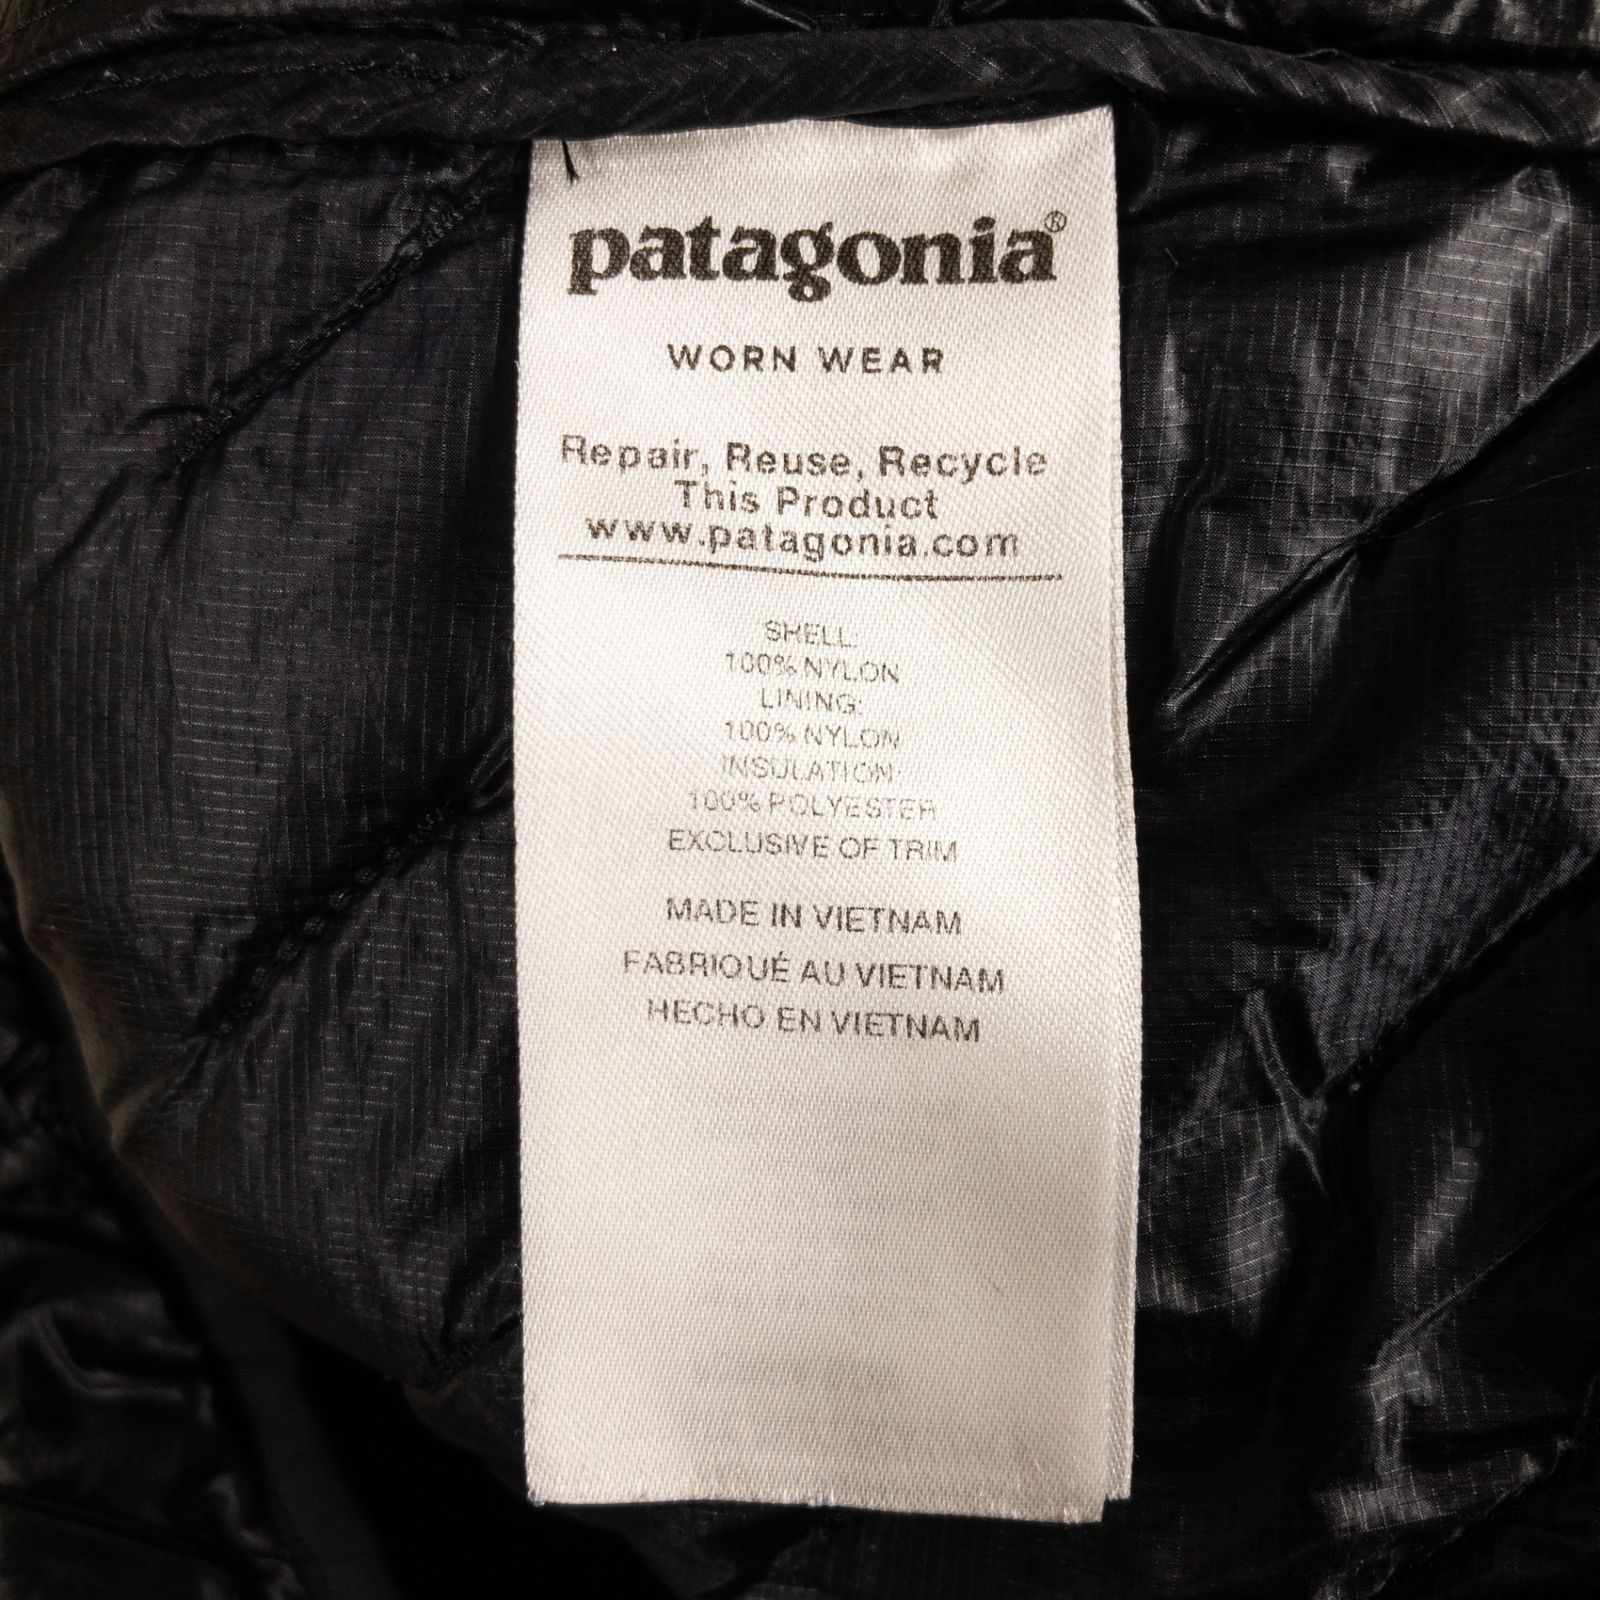 patagonia®
WORN WEAR
Repair, Reuse, Recycle
This Product
www.patagonia.com
SHELL:
100% NYLON
LINING:
100% NYLON
INSULATION:
100% POLYESTER
EXCLUSIVE OF TRIM
MADE IN VIETNAM
FABRIQUÉ AU VIETNAM
HECHO EN VIETNAM